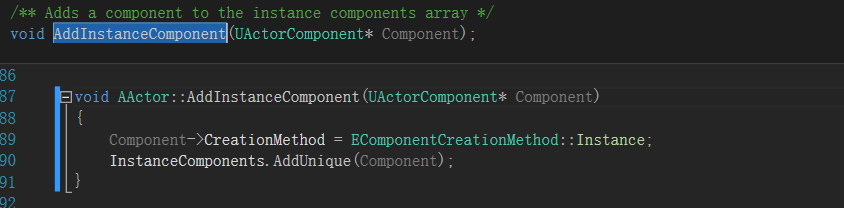 /** Adds a component to the instance components array */
void AddInstanceComponent(UActorComponent* Component);
86
87 void AActor::AddInstanceComponent(UActorComponent* Component)
88 {
89 Component->CreationMethod = EComponentCreationMethod::Instance;
90 InstanceComponents.AddUnique(Component);
91 }
92